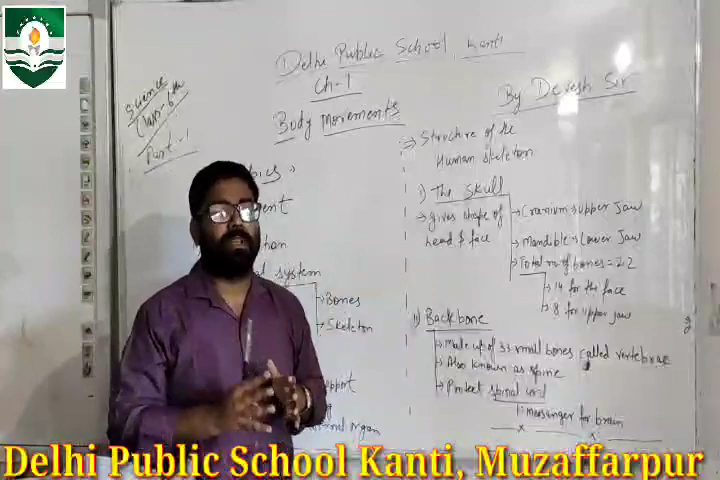 Delhi Public School Kanti
Ch-1
By Devesh Sir
Science
Class-6th
Part-1
Body Movements
system
Bones
Skeleton
organ
Structure of the
Human skeleton
i) The Skull
gives shape of
head & face
Cranium → upper Jaw
Mandible → Lower Jaw
Total no of bones = 22
14 for the face
8 for upper jaw
ii) Backbone
Made up of 33 small bones called vertebrae
Also known as spine
Protect spinal cord
messanger for brain
Delhi Public School Kanti, Muzaffarpur